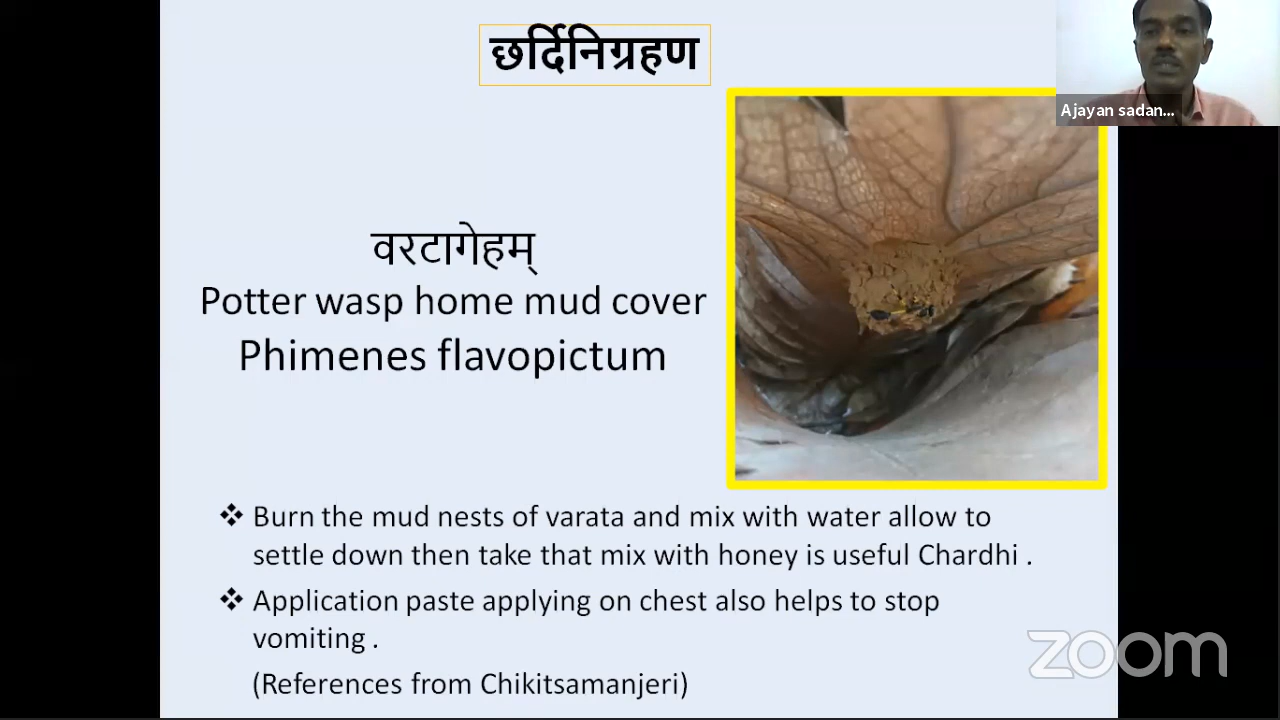 छर्दिनिग्रहण
Ajayan sadan...
वरटागेहम्
Potter wasp home mud cover
Phimenes flavopictum
❖ Burn the mud nests of varata and mix with water allow to
settle down then take that mix with honey is useful Chardhi .
❖ Application paste applying on chest also helps to stop
vomiting .
(References from Chikitsamanjeri)
zoom